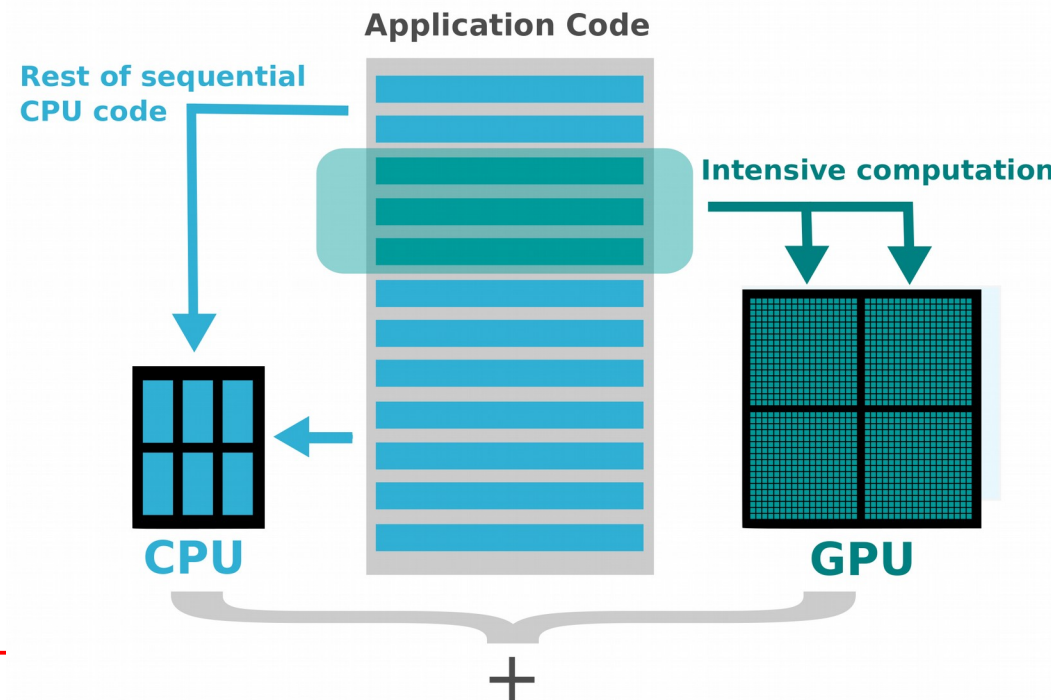 Application Code
Rest of sequential
CPU code
Intensive computation
CPU
GPU
+